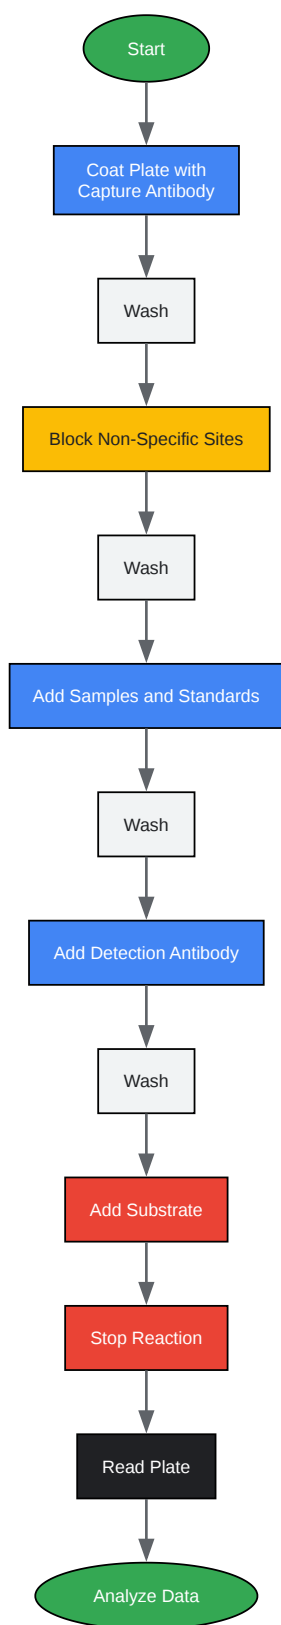 Start
Coat Plate with
Capture Antibody
Wash
Block Non-Specific Sites
Wash
Add Samples and Standards
Wash
Add Detection Antibody
Wash
Add Substrate
Stop Reaction
Read Plate
Analyze Data